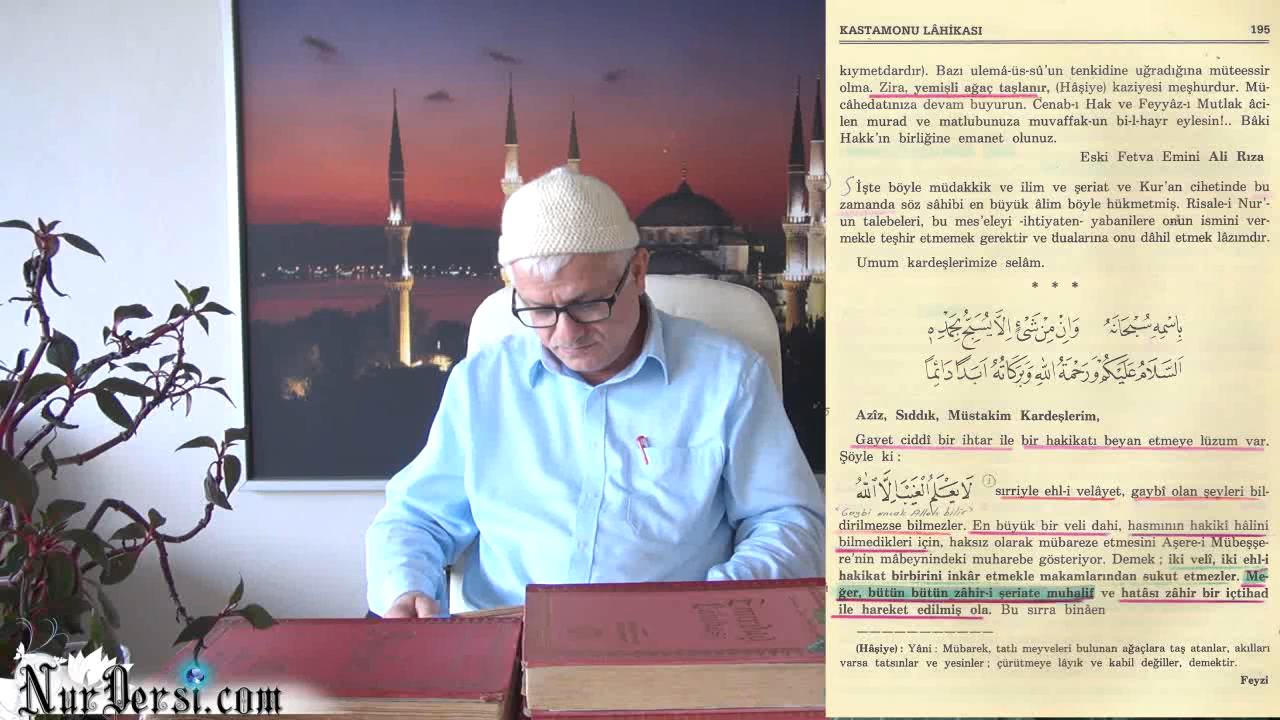 KASTAMONU LÂHİKASI 195
kıymetdardır). Bazı ulemâ-üs-sû'un tenkidine uğradığına müteessir
olma. Zira, yemişli ağaç taşlanır, (Hâşiye) kaziyesi meşhurdur. Mü-
câhedatınıza devam buyurun. Cenab-ı Hak ve Feyyâz-ı Mutlak âci-
len murad ve matlubunuza muvaffak-un bi-l-hayr eylesin!.. Bâki
Hakk'ın birliğine emanet olunuz.
Eski Fetva Emini Ali Rıza
İşte böyle müdakkik ve ilim ve şeriat ve Kur'an cihetinde bu
zamanda söz sâhibi en büyük âlim böyle hükmetmiş. Risale-i Nur'-
un talebeleri, bu mes'eleyi -ihtiyaten- yabanilere onun ismini ver-
mekle teşhir etmemek gerektir ve dualarına onu dâhil etmek lâzımdır.
Umum kardeşlerimize selâm.
* * *
بِاسْمِهِ سُبْحَانَهُ وَاِنْ مِنْ شَىْءٍ اِلَّا يُسَبِّحُ بِحَمْدِهِ
اَلسَّلَامُ عَلَيْكُمْ وَرَحْمَةُ اللّٰهِ وَبَرَكَاتُهُ اَبَدًا دَائِمًا
Azîz, Sıddık, Müstakim Kardeşlerim,
Gayet ciddî bir ihtar ile bir hakikatı beyan etmeye lüzum var.
Şöyle ki :
لَا يَعْلَمُ الْغَيْبَ اِلَّا اللّٰهُ (1) sırriyle ehl-i velâyet, gaybî olan şeyleri bil-
"Gaybı ancak Allah bilir"
dirilmezse bilmezler. En büyük bir veli dahi, hasmının hakikî hâlini
bilmedikleri için, haksız olarak mübareze etmesini Aşere-i Mübeşşe-
re'nin mâbeynindeki muharebe gösteriyor. Demek ; iki velî, iki ehl-i
hakikat birbirini inkâr etmekle makamlarından sukut etmezler. Me-
ğer, bütün bütün zâhir-i şeriate muhalif ve hatâsı zâhir bir içtihad
ile hareket edilmiş ola. Bu sırra binâen
(Hâşiye) : Yâni : Mübarek, tatlı meyveleri bulunan ağaçlara taş atanlar, akılları
varsa tatsınlar ve yesinler ; çürütmeye lâyık ve kabil değiller, demektir.
Feyzi
NurDersi.com